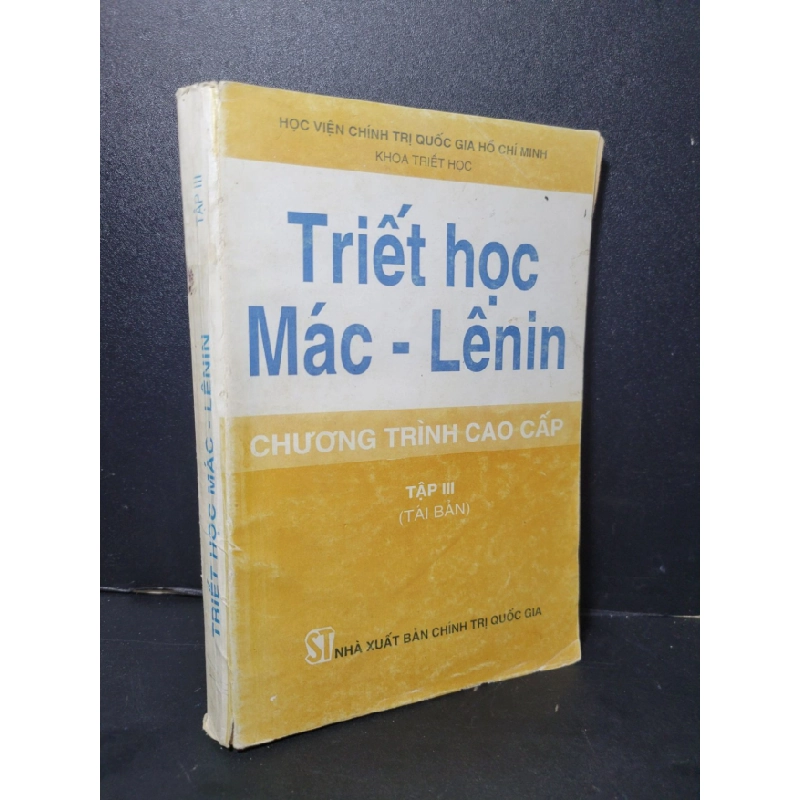 HỌC VIỆN CHÍNH TRỊ QUỐC GIA HỒ CHÍ MINH
KHOA TRIẾT HỌC
Triết học
Mác - Lênin
CHƯƠNG TRÌNH CAO CẤP
TẬP III
(TÁI BẢN)
ST NHÀ XUẤT BẢN CHÍNH TRỊ QUỐC GIA
TẬP III
TRIẾT HỌC MÁC - LÊNIN